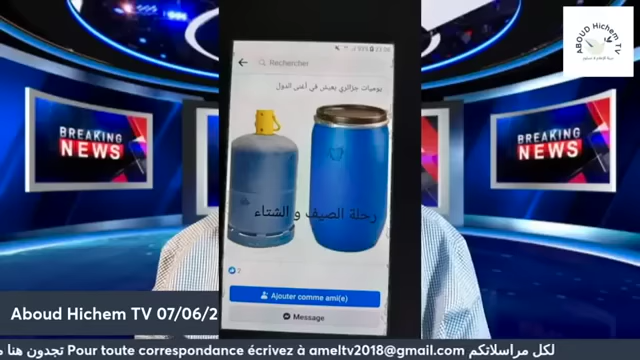 ABOUD Hichem TV
BREAKING
NEWS
BREAKING
NEWS
Rechercher
يوميات جزائري يعيش في أغنى الدول
رحلة الصيف و الشتاء
2
Ajouter comme ami(e)
Message
Aboud Hichem TV 07/06/2
لكل مراسلاتكم Pour toute correspondance écrivez à ameltv2018@gmail.com تجدون هنا